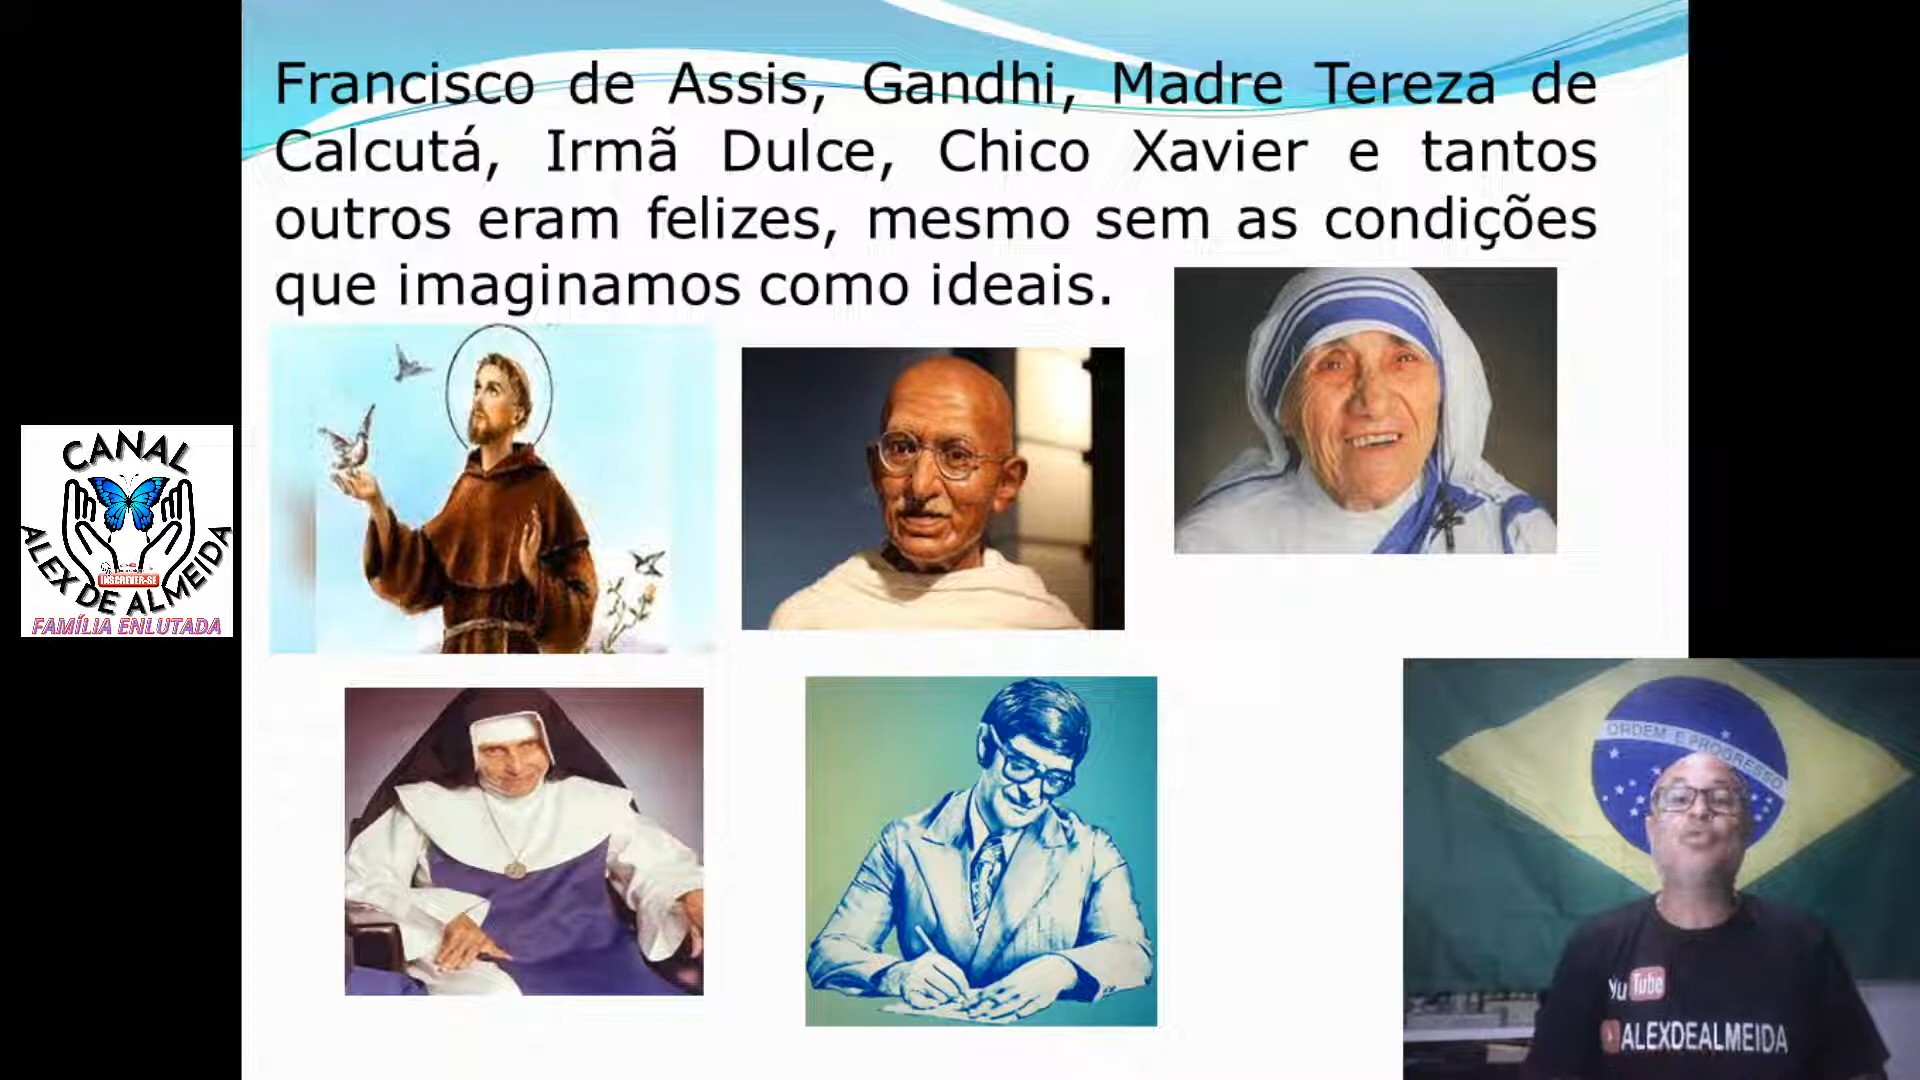 Francisco de Assis, Gandhi, Madre Tereza de
Calcutá, Irmã Dulce, Chico Xavier e tantos
outros eram felizes, mesmo sem as condições
que imaginamos como ideais.
CANAL
ALEX DE ALMEIDA
INSCREVER-SE
FAMÍLIA ENLUTADA
ORDEM E PROGRESSO
YuTube
ALEXDEALMEIDA